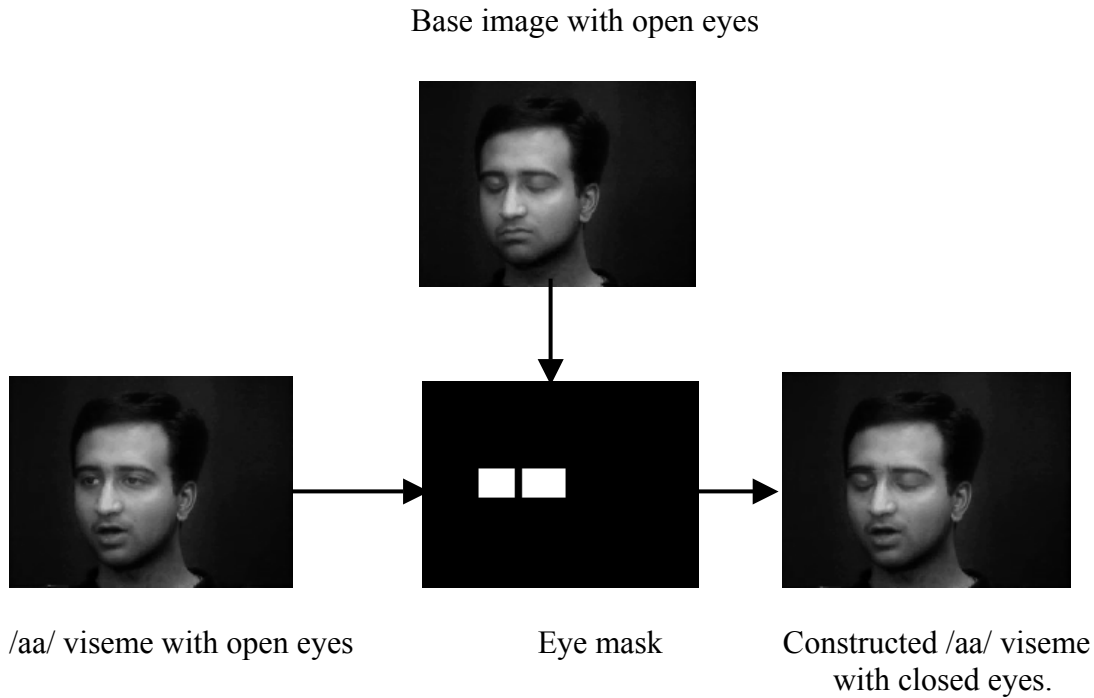 Base image with open eyes
/aa/ viseme with open eyes
Eye mask
Constructed /aa/ viseme
with closed eyes.